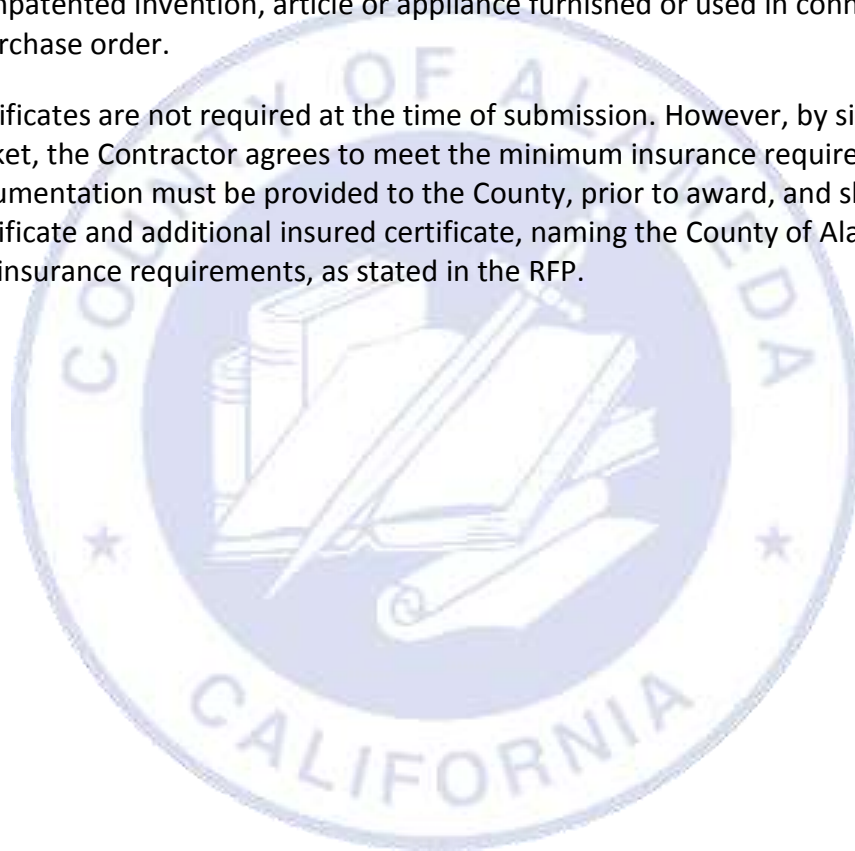 npatented invention, article or appliance furnished or used in conn
rchase order.
ificates are not required at the time of submission. However, by si
ket, the Contractor agrees to meet the minimum insurance require
umentation must be provided to the County, prior to award, and s
ificate and additional insured certificate, naming the County of Ala
insurance requirements, as stated in the RFP.
COUNTY OF ALAMEDA
CALIFORNIA